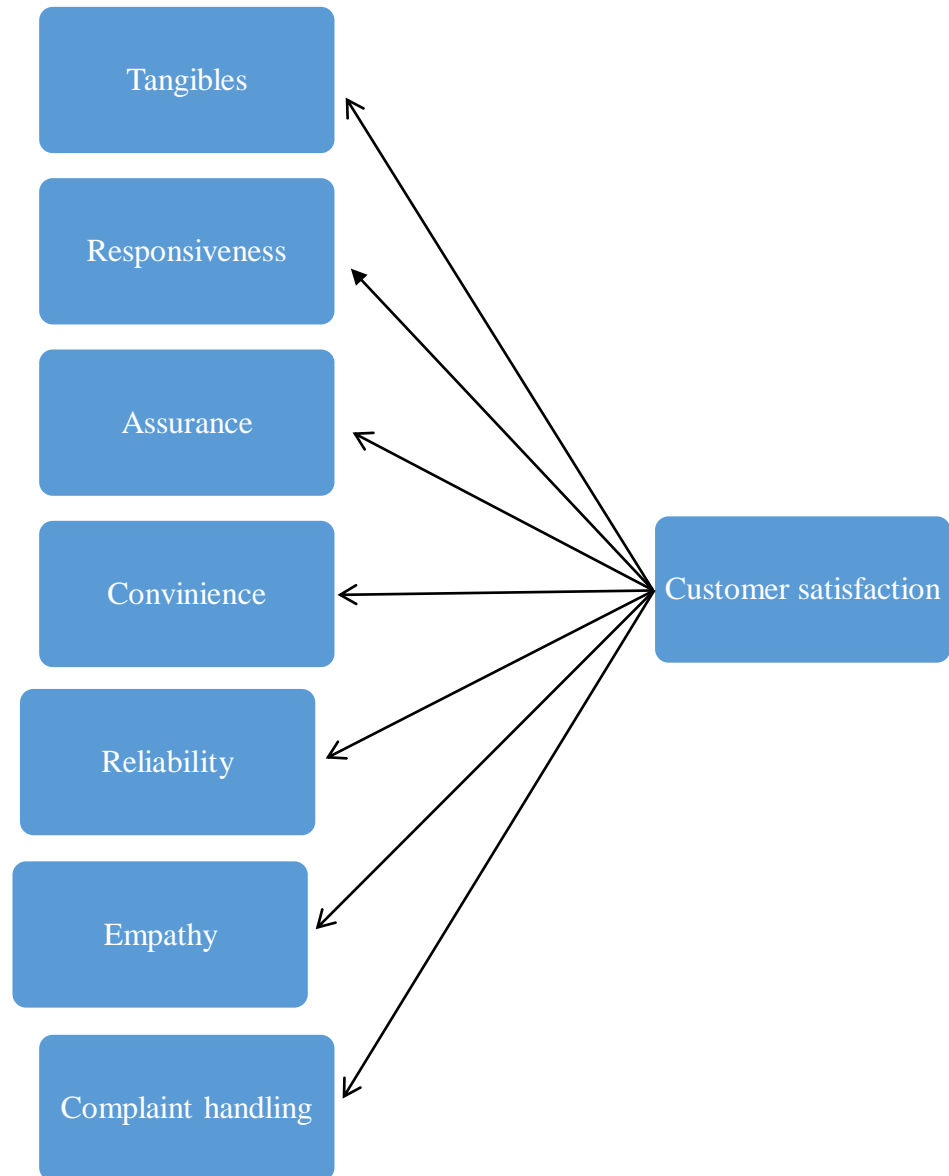 Tangibles
Responsiveness
Assurance
Convinience
Customer satisfaction
Reliability
Empathy
Complaint handling